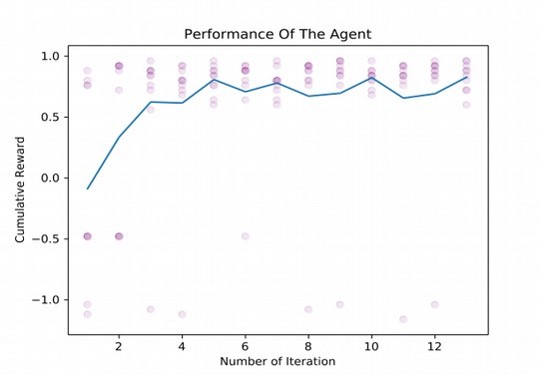 Performance Of The Agent
1.0
0.5
0.0
−0.5
−1.0
Cumulative Reward
2 4 6 8 10 12
Number of Iteration